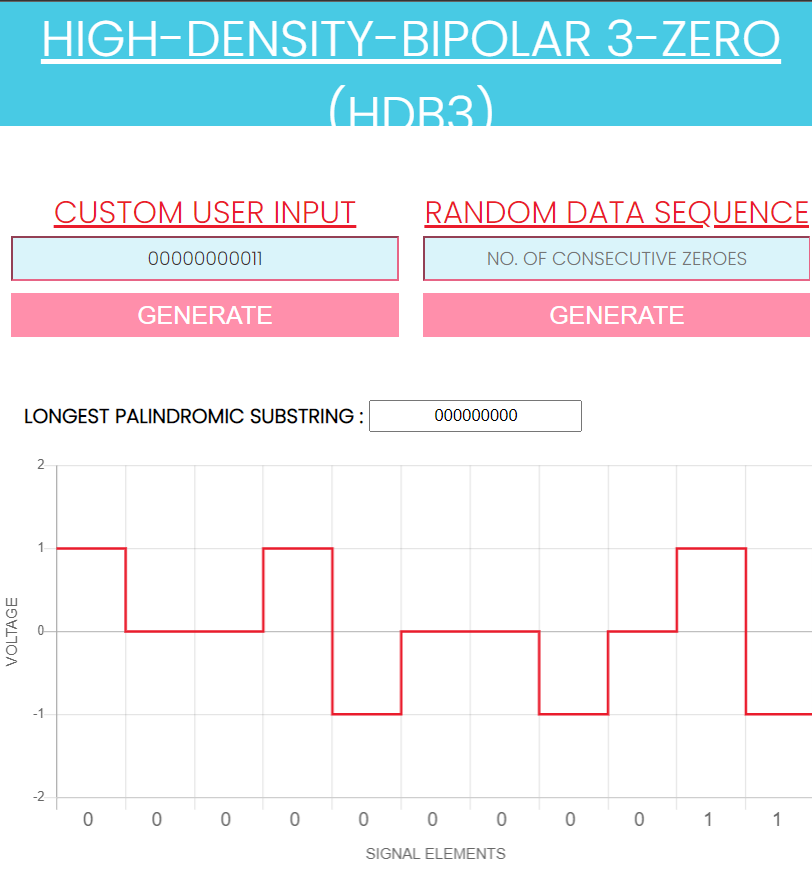 HIGH-DENSITY-BIPOLAR 3-ZERO
(HDB3)
CUSTOM USER INPUT
00000000011
GENERATE
RANDOM DATA SEQUENCE
NO. OF CONSECUTIVE ZEROES
GENERATE
LONGEST PALINDROMIC SUBSTRING : 000000000
2
1
0
-1
-2
VOLTAGE
0 0 0 0 0 0 0 0 0 1 1
SIGNAL ELEMENTS